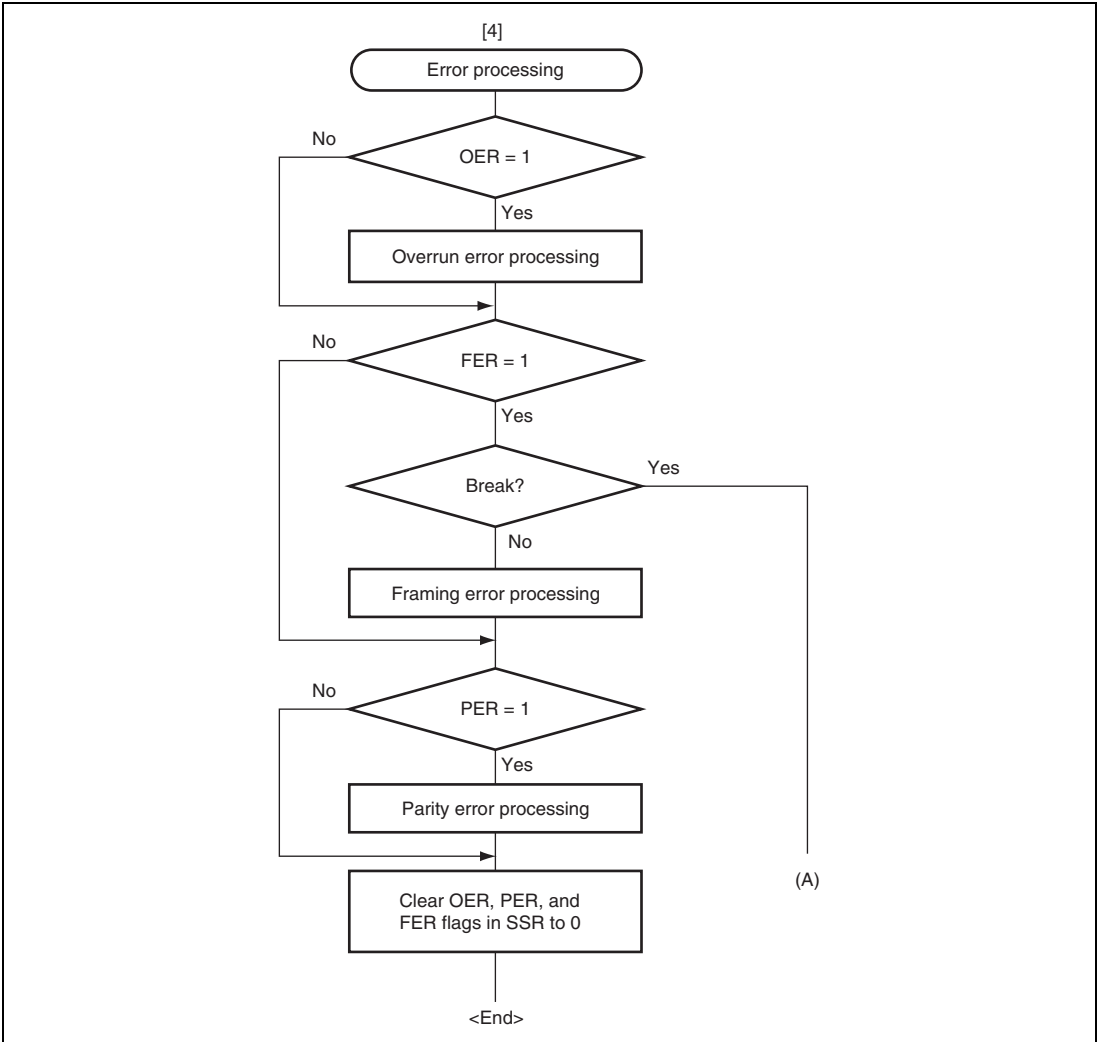 [4]
Error processing
No
OER = 1
Yes
Overrun error processing
No
FER = 1
Yes
Break?
Yes
No
Framing error processing
No
PER = 1
Yes
Parity error processing
(A)
Clear OER, PER, and
FER flags in SSR to 0
<End>